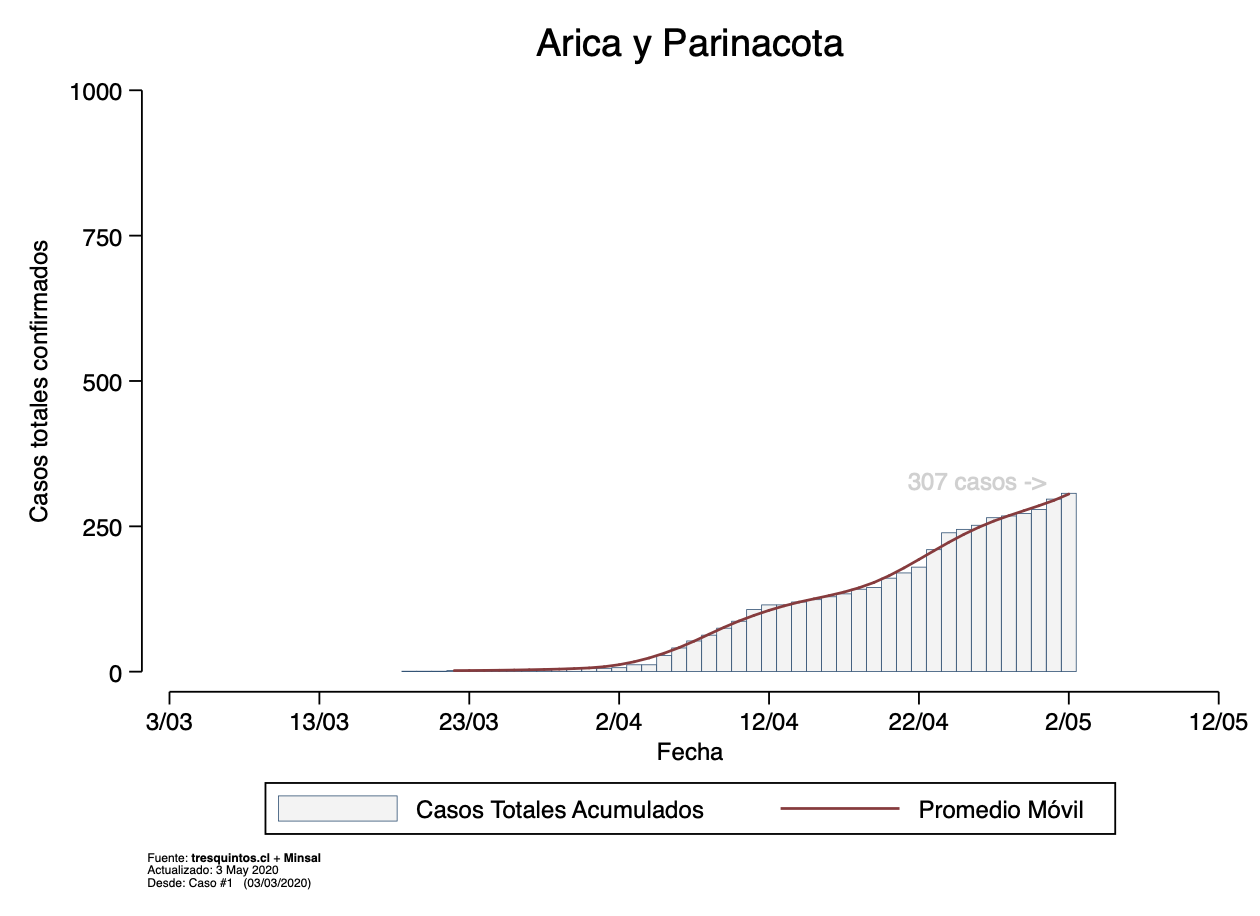 Arica y Parinacota
1000
750
500
250
0
Casos totales confirmados
307 casos ->
3/03
13/03
23/03
2/04
12/04
22/04
2/05
12/05
Fecha
Casos Totales Acumulados
Promedio Móvil
Fuente: tresquintos.cl + Minsal
Actualizado: 3 May 2020
Desde: Caso #1 (03/03/2020)